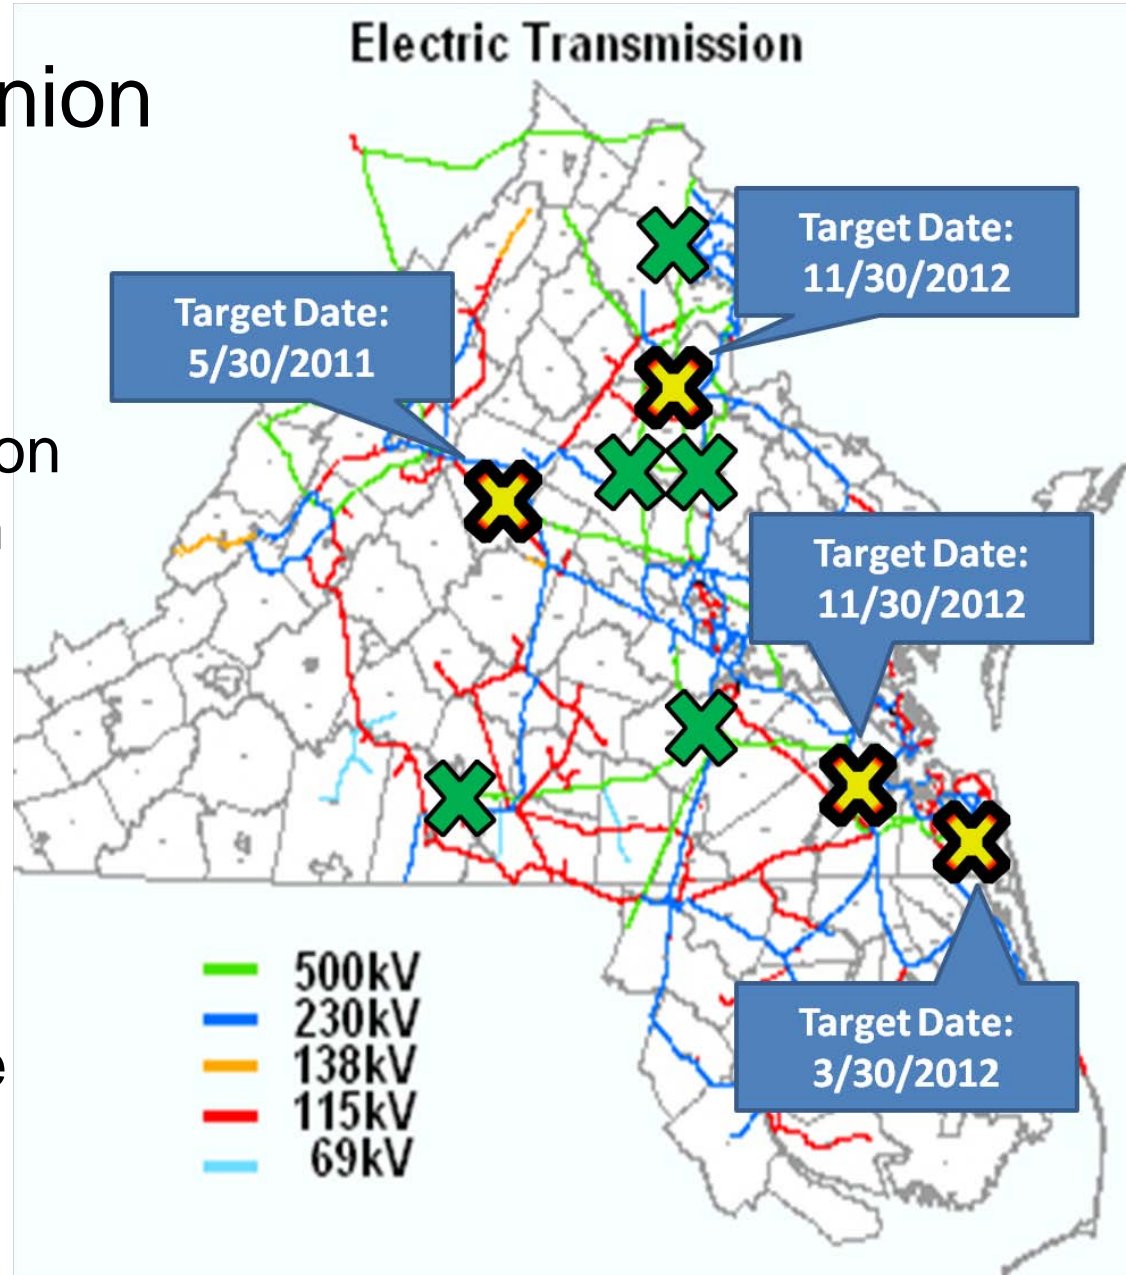 Electric Transmission
nion
Target Date:
11/30/2012
Target Date:
5/30/2011
on
Target Date:
11/30/2012
500kV
230kV
138kV
115kV
69kV
Target Date:
3/30/2012
e